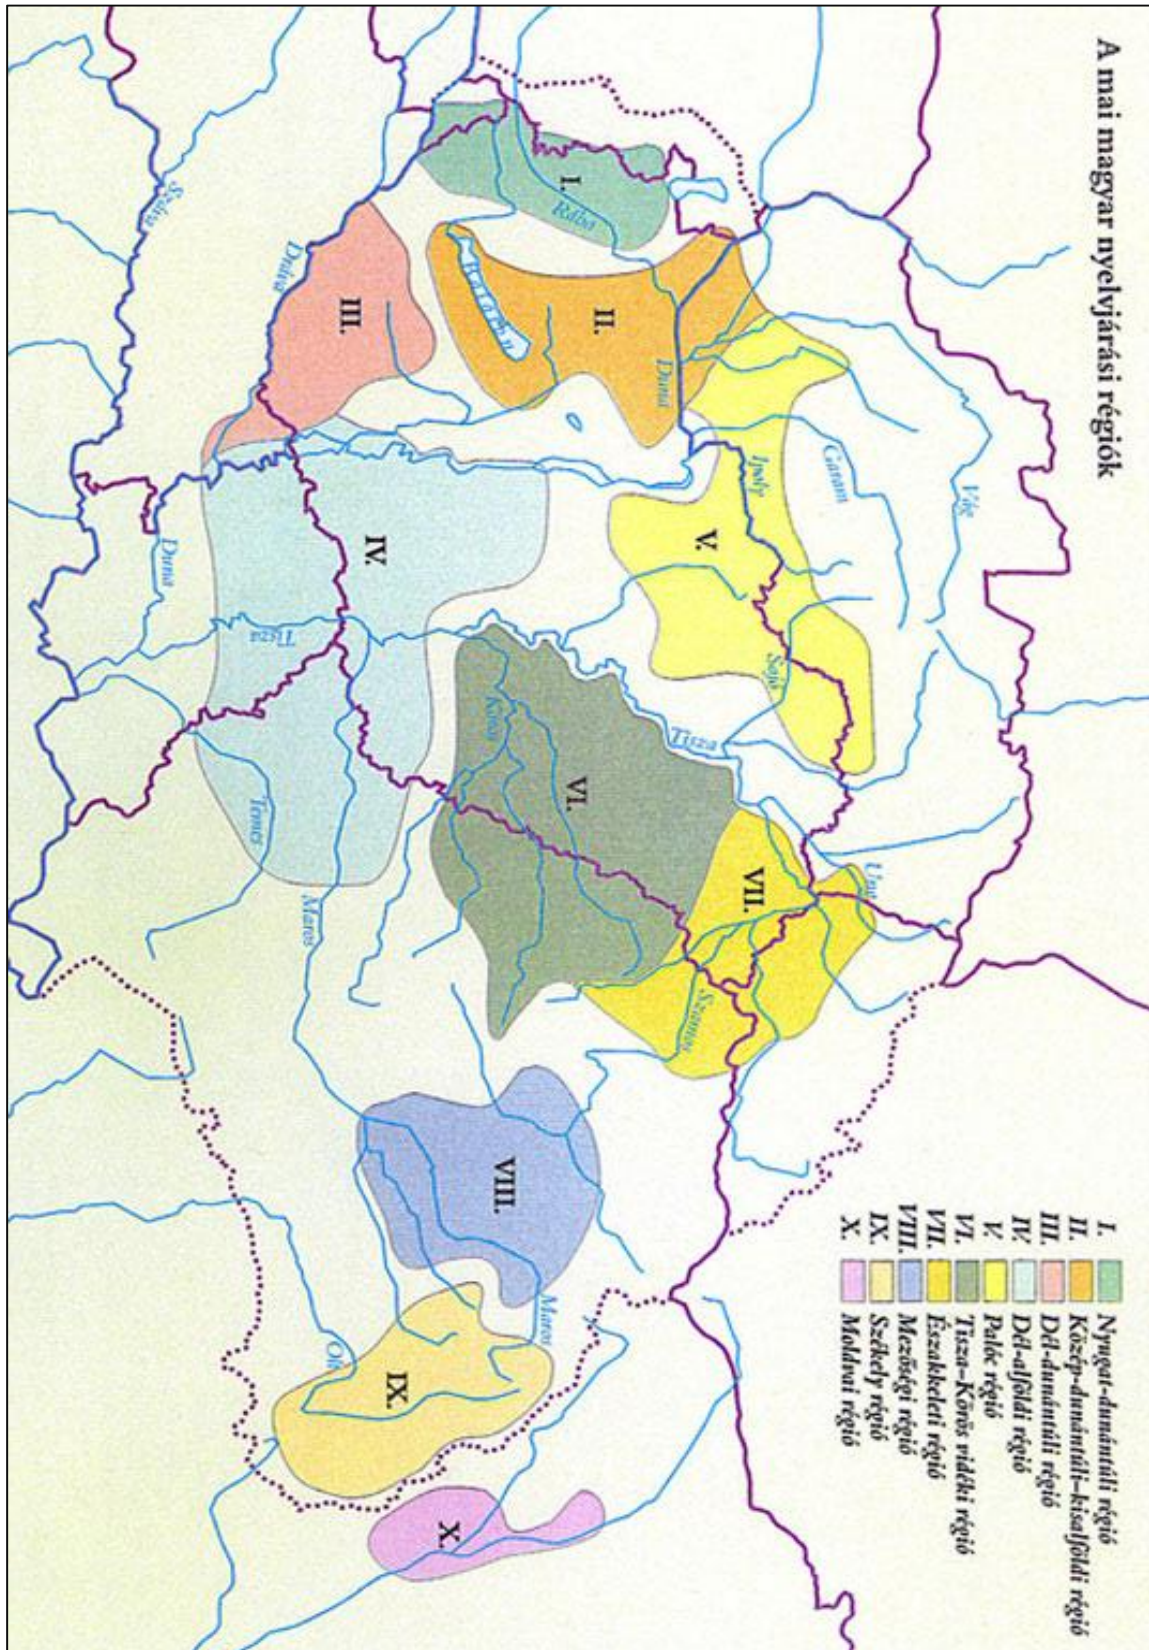 A mai magyar nyelvjárási régiók
I. Nyugat-dunántúli régió
II. Közép-dunántúli–kisalföldi régió
III. Dél-dunántúli régió
IV. Dél-alföldi régió
V. Palóc régió
VI. Tisza–Körös vidéki régió
VII. Északkeleti régió
VIII. Mezőségi régió
IX. Székely régió
X. Moldvai régió
Vág
Garam
Ipoly
Sajó
Tisza
Ung
Szamos
Duna
Rába
Balaton
Körös
Maros
Olt
Dráva
Maros
Temes
Tisza
Duna
Száva
I.
II.
III.
IV.
V.
VI.
VII.
VIII.
IX.
X.